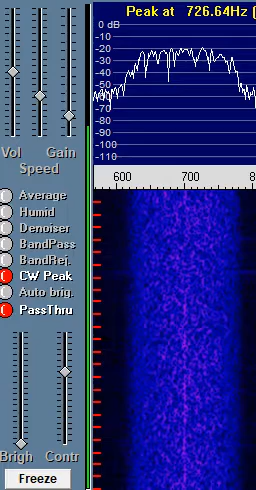 Peak at 726.64Hz (
0 dB
-10
-20
-30
-40
-50
-60
-70
-80
-90
-100
-110
Vol Gain
Speed
600 700 8
Average
Humid
Denoiser
BandPass
BandRej.
CW Peak
Auto brig.
PassThru
Brigh Contr
Freeze